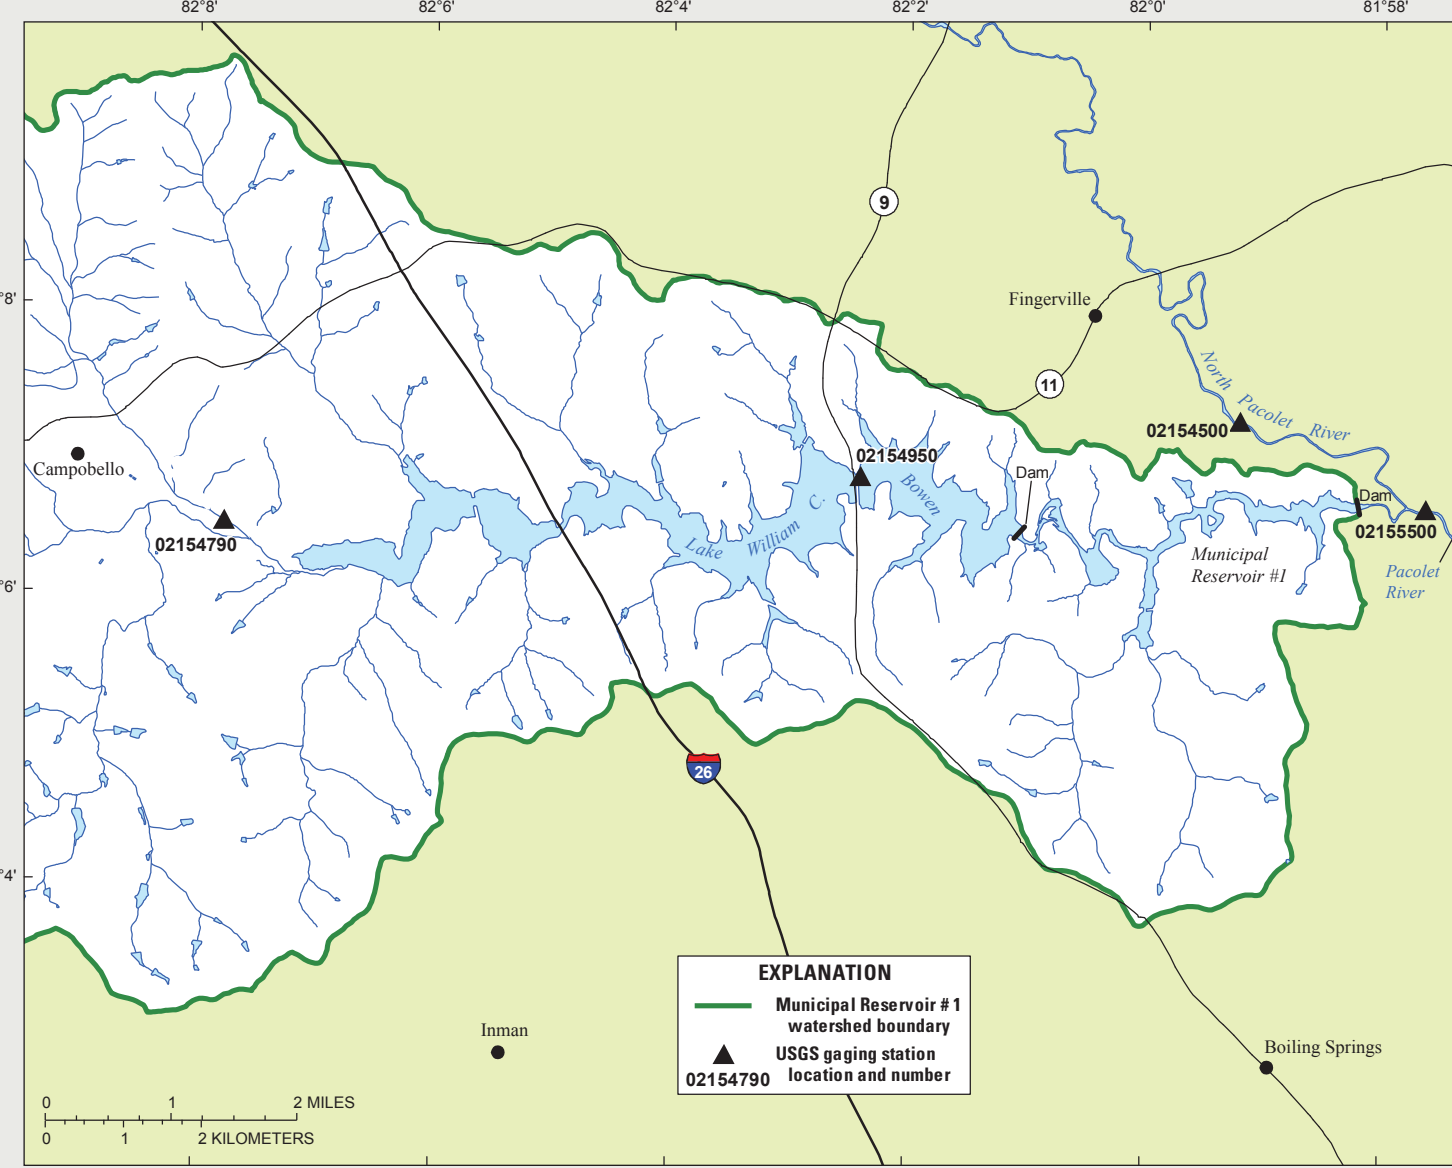 82°8'
82°6'
82°4'
82°2'
82°0'
81°58'
9
°8'
Fingerville
11
North Pacolet River
02154500
Campobello
02154950
Dam
Bowen
Dam
02154790
Lake William C.
02155500
Municipal
Reservoir #1
Pacolet
River
°6'
26
°4'
EXPLANATION
Municipal Reservoir #1
watershed boundary
USGS gaging station
location and number
02154790
Inman
Boiling Springs
0 1 2 MILES
0 1 2 KILOMETERS